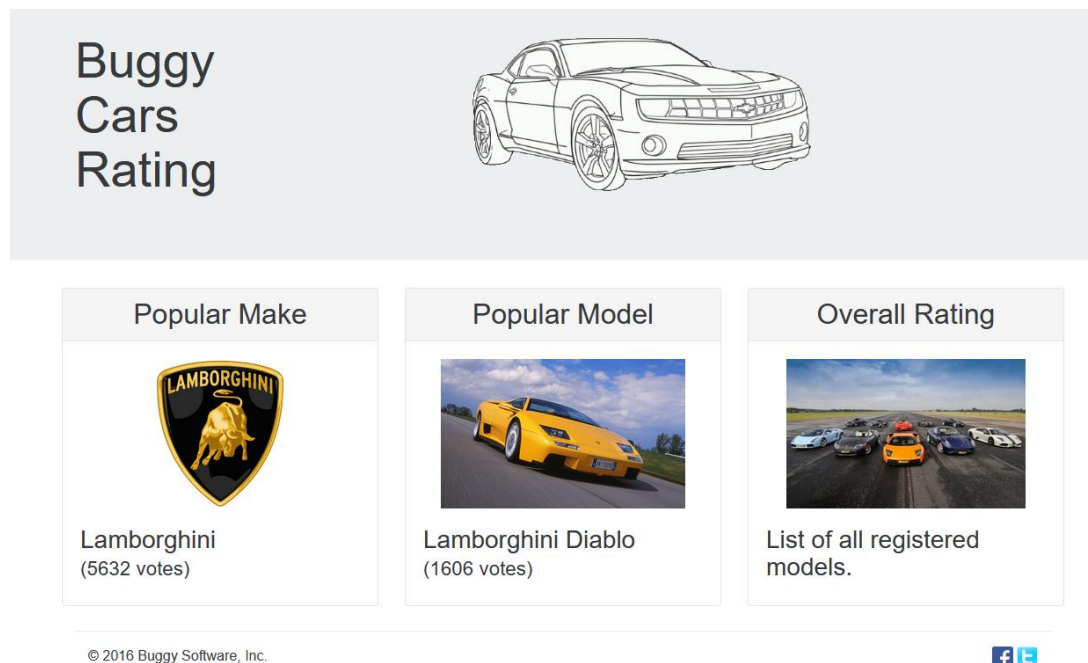 Buggy
Cars
Rating
Popular Make
LAMBORGHINI
Lamborghini
(5632 votes)
Popular Model
Lamborghini Diablo
(1606 votes)
Overall Rating
List of all registered
models.
© 2016 Buggy Software, Inc.